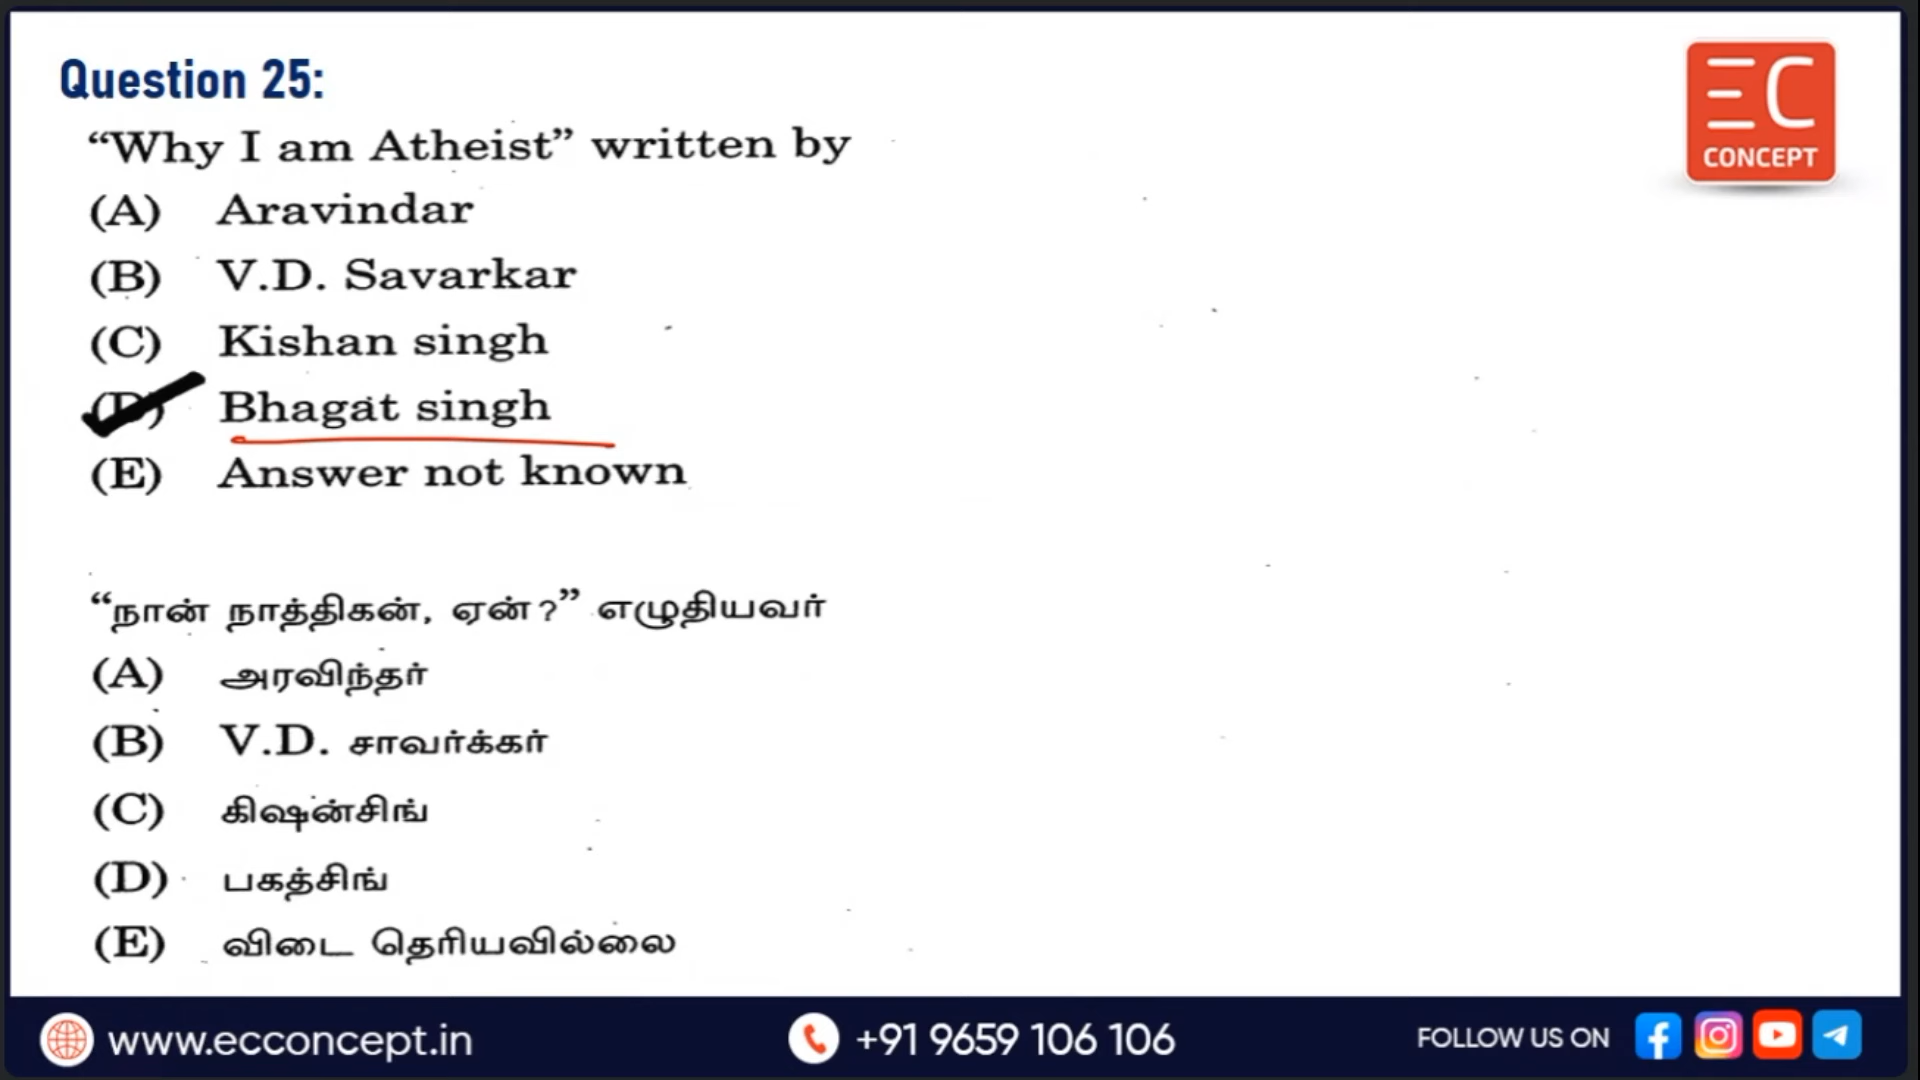 Question 25:
EC
CONCEPT
“Why I am Atheist” written by
(A) Aravindar
(B) V.D. Savarkar
(C) Kishan singh
(D) Bhagat singh
(E) Answer not known
“நான் நாத்திகன், ஏன்?” எழுதியவர்
(A) அரவிந்தர்
(B) V.D. சாவர்க்கர்
(C) கிஷன்சிங்
(D) பகத்சிங்
(E) விடை தெரியவில்லை
www.ecconcept.in +91 9659 106 106 FOLLOW US ON